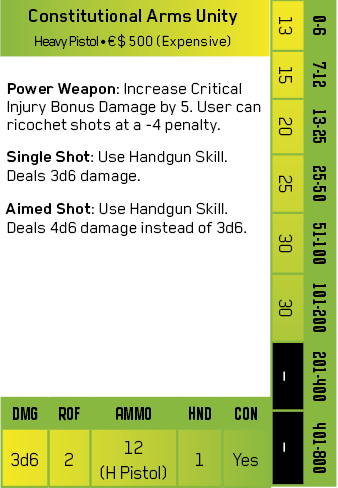 Constitutional Arms Unity
Heavy Pistol • €$ 500 (Expensive)
Power Weapon: Increase Critical
Injury Bonus Damage by 5. User can
ricochet shots at a -4 penalty.
Single Shot: Use Handgun Skill.
Deals 3d6 damage.
Aimed Shot: Use Handgun Skill.
Deals 4d6 damage instead of 3d6.
DMG ROF AMMO HND CON
3d6 2 12 1 Yes
(H Pistol)
13 0-6
15 7-12
20 13-25
25 25-50
30 51-100
30 101-200
– 201-400
– 401-800